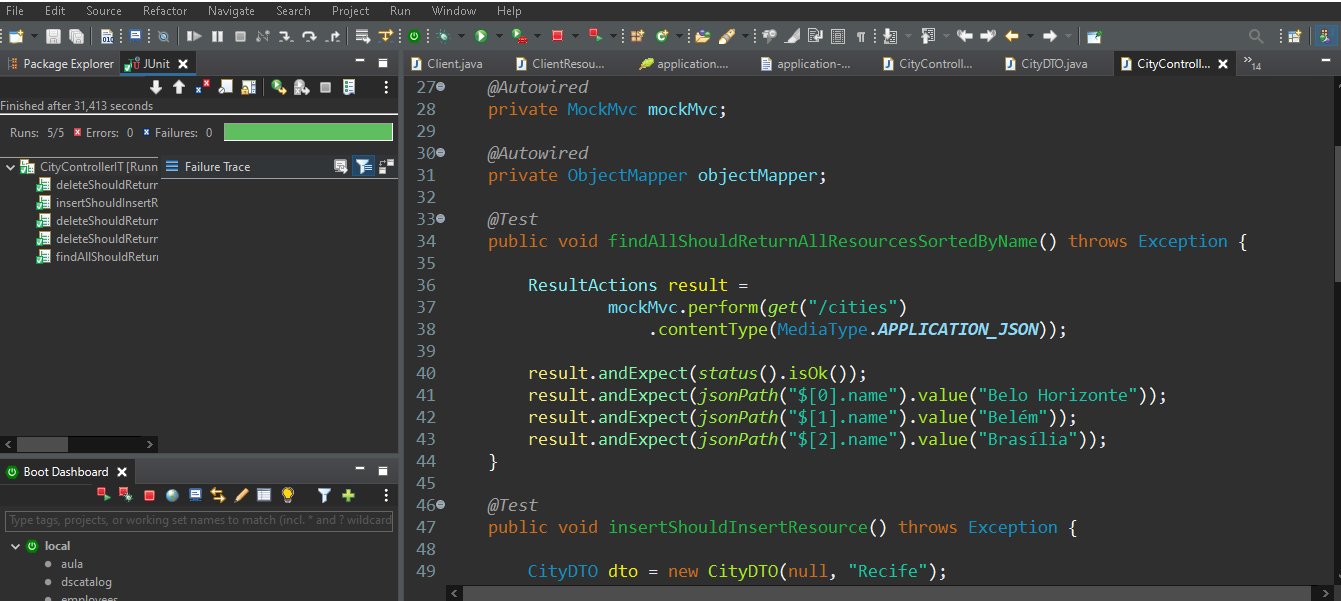 File Edit Source Refactor Navigate Search Project Run Window Help
Package Explorer JUnit
Client.java ClientResou... application.... application-... CityControll... CityDTO.java CityControll... »14
Finished after 31,413 seconds
Runs: 5/5 Errors: 0 Failures: 0
CityControllerIT [Runn
Failure Trace
deleteShouldReturr
insertShouldInsertR
deleteShouldReturr
deleteShouldReturr
findAllShouldReturi
27 @Autowired
28 private MockMvc mockMvc;
29
30 @Autowired
31 private ObjectMapper objectMapper;
32
33 @Test
34 public void findAllShouldReturnAllResourcesSortedByName() throws Exception {
35
36 ResultActions result =
37 mockMvc.perform(get("/cities")
38 .contentType(MediaType.APPLICATION_JSON));
39
40 result.andExpect(status().isOk());
41 result.andExpect(jsonPath("$[0].name").value("Belo Horizonte"));
42 result.andExpect(jsonPath("$[1].name").value("Belém"));
43 result.andExpect(jsonPath("$[2].name").value("Brasília"));
44 }
45
46 @Test
47 public void insertShouldInsertResource() throws Exception {
48
49 CityDTO dto = new CityDTO(null, "Recife");
Boot Dashboard
Type tags, projects, or working set names to match (incl. * and ? wildcard
local
aula
dscatalog
employees